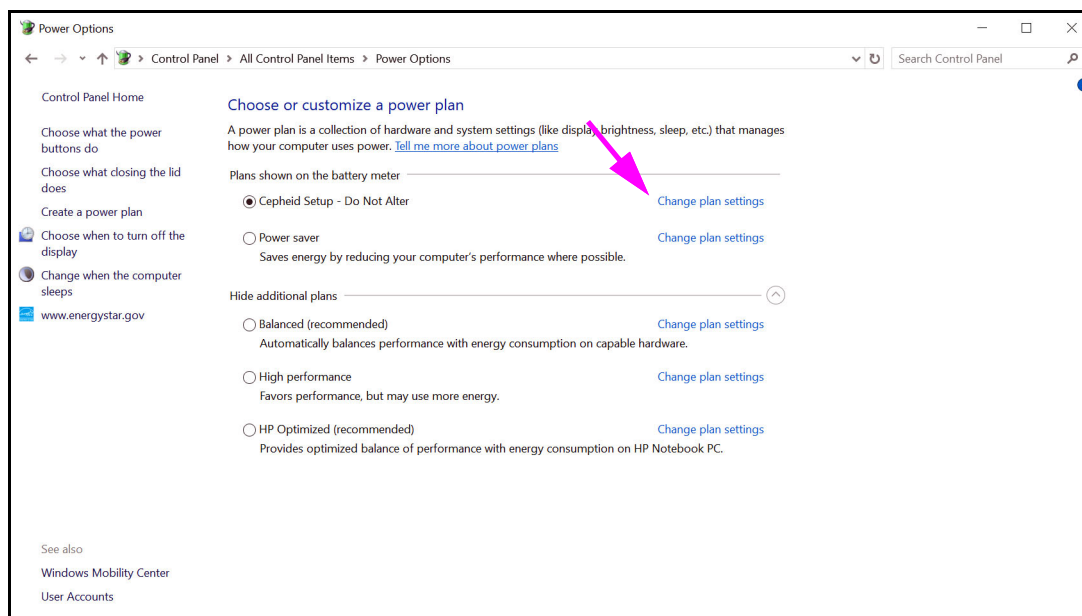 Power Options
Control Panel > All Control Panel Items > Power Options
Search Control Panel
Control Panel Home
Choose what the power
buttons do
Choose what closing the lid
does
Create a power plan
Choose when to turn off the
display
Change when the computer
sleeps
www.energystar.gov
See also
Windows Mobility Center
User Accounts
Choose or customize a power plan
A power plan is a collection of hardware and system settings (like display brightness, sleep, etc.) that manages
how your computer uses power. Tell me more about power plans
Plans shown on the battery meter
Cepheid Setup - Do Not Alter Change plan settings
Power saver Change plan settings
Saves energy by reducing your computer's performance where possible.
Hide additional plans
Balanced (recommended) Change plan settings
Automatically balances performance with energy consumption on capable hardware.
High performance Change plan settings
Favors performance, but may use more energy.
HP Optimized (recommended) Change plan settings
Provides optimized balance of performance with energy consumption on HP Notebook PC.